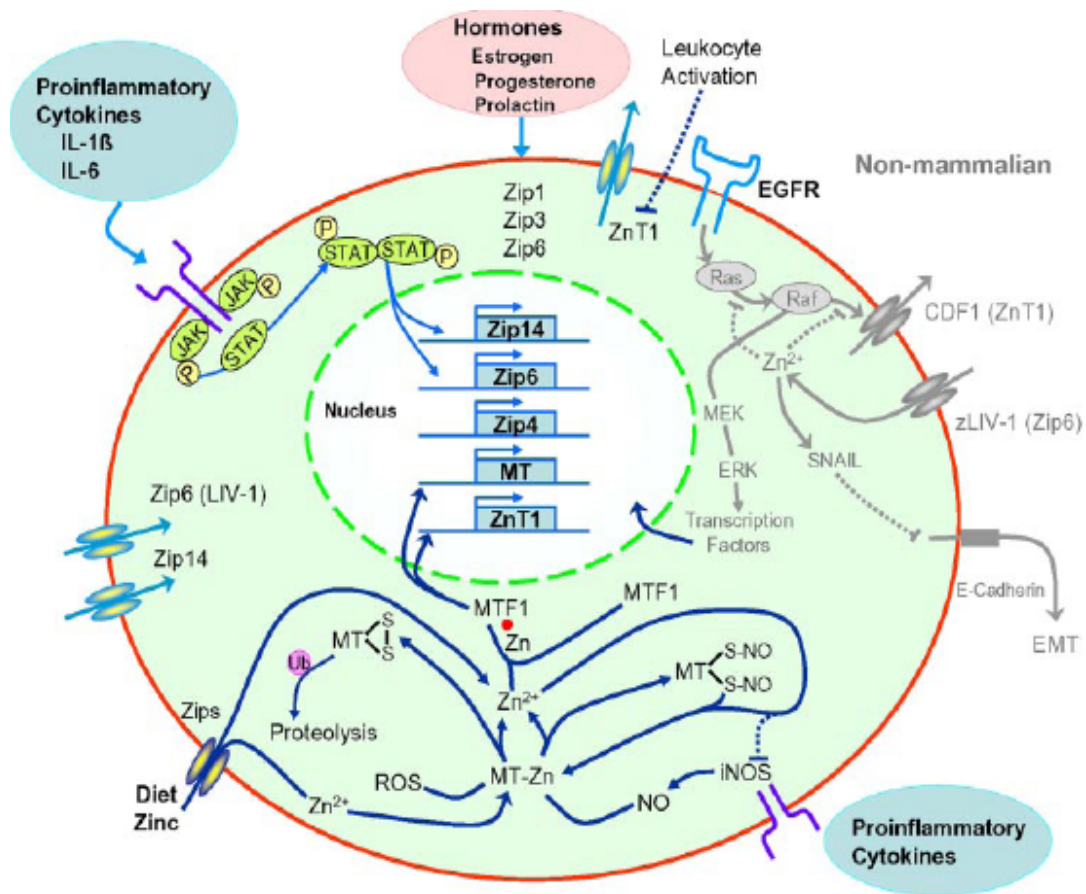 Hormones
Estrogen
Progesterone
Prolactin
Leukocyte
Activation
Proinflammatory
Cytokines
IL-1ß
IL-6
Non-mammalian
EGFR
Zip1
Zip3
Zip6
ZnT1
P
STAT
STAT
P
JAK
P
JAK
STAT
P
Ras
Raf
CDF1 (ZnT1)
Zn2+
zLIV-1 (Zip6)
MEK
SNAIL
ERK
Transcription
Factors
E-Cadherin
EMT
Nucleus
Zip14
Zip6
Zip4
MT
ZnT1
Zip6 (LIV-1)
Zip14
MTF1
Zn
MTF1
MT
S
S
Ub
Proteolysis
Zn2+
MT
S-NO
S-NO
Zips
Diet
Zinc
Zn2+
ROS
MT-Zn
NO
iNOS
Proinflammatory
Cytokines